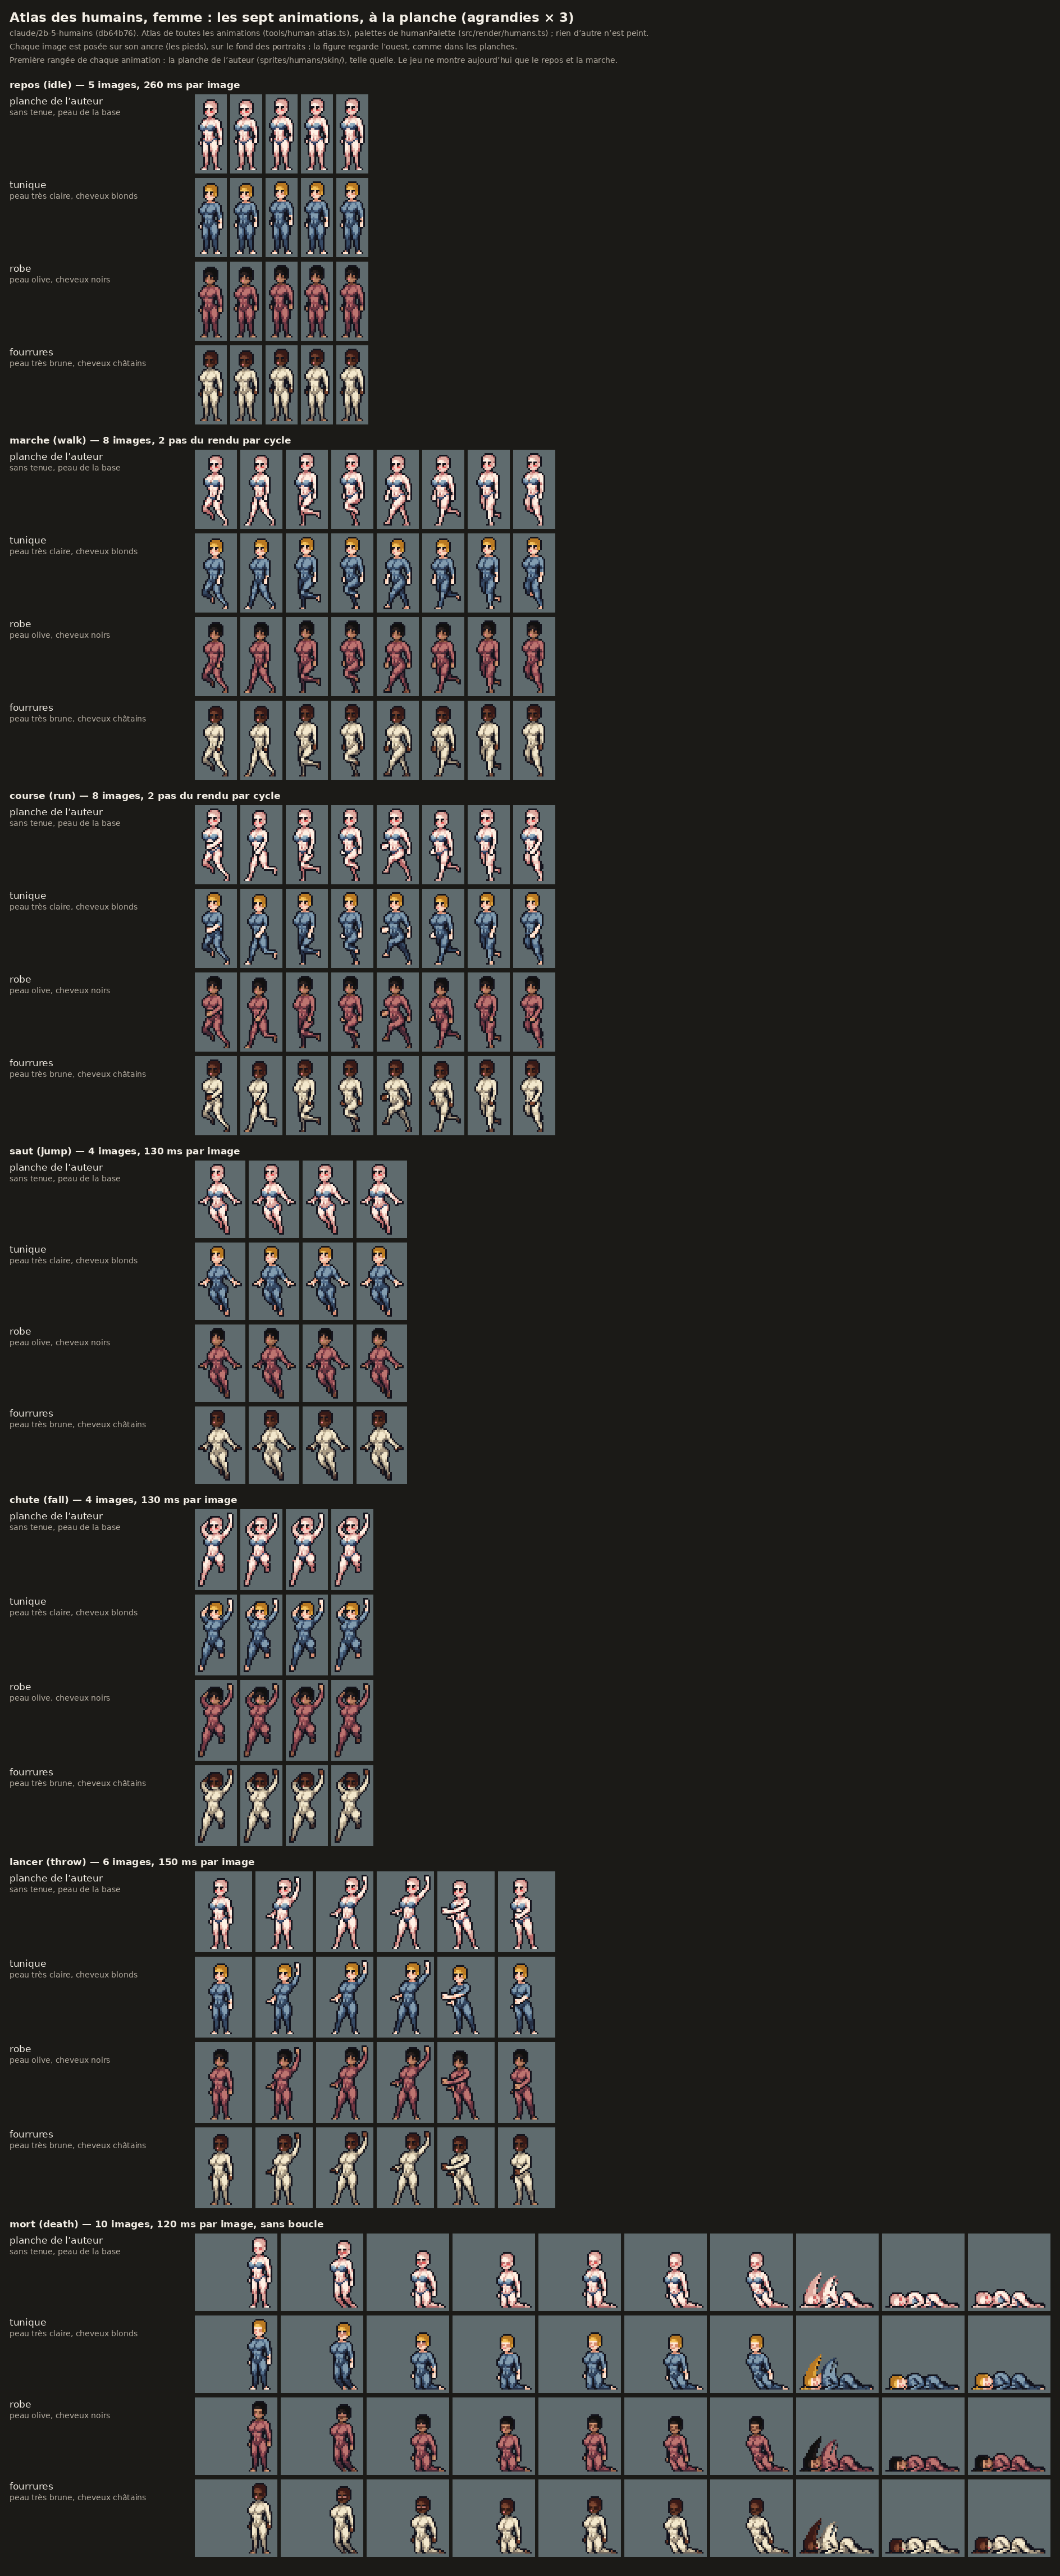 Atlas des humains, femme : les sept animations, à la planche (agrandies × 3)
claude/2b-5-humains (db64b76). Atlas de toutes les animations (tools/human-atlas.ts), palettes de humanPalette (src/render/humans.ts) ; rien d’autre n’est peint.
Chaque image est posée sur son ancre (les pieds), sur le fond des portraits ; la figure regarde l’ouest, comme dans les planches.
Première rangée de chaque animation : la planche de l’auteur (sprites/humans/skin/), telle quelle. Le jeu ne montre aujourd’hui que le repos et la marche.
repos (idle) — 5 images, 260 ms par image
planche de l’auteur
sans tenue, peau de la base
tunique
peau très claire, cheveux blonds
robe
peau olive, cheveux noirs
fourrures
peau très brune, cheveux châtains
marche (walk) — 8 images, 2 pas du rendu par cycle
planche de l’auteur
sans tenue, peau de la base
tunique
peau très claire, cheveux blonds
robe
peau olive, cheveux noirs
fourrures
peau très brune, cheveux châtains
course (run) — 8 images, 2 pas du rendu par cycle
planche de l’auteur
sans tenue, peau de la base
tunique
peau très claire, cheveux blonds
robe
peau olive, cheveux noirs
fourrures
peau très brune, cheveux châtains
saut (jump) — 4 images, 130 ms par image
planche de l’auteur
sans tenue, peau de la base
tunique
peau très claire, cheveux blonds
robe
peau olive, cheveux noirs
fourrures
peau très brune, cheveux châtains
chute (fall) — 4 images, 130 ms par image
planche de l’auteur
sans tenue, peau de la base
tunique
peau très claire, cheveux blonds
robe
peau olive, cheveux noirs
fourrures
peau très brune, cheveux châtains
lancer (throw) — 6 images, 150 ms par image
planche de l’auteur
sans tenue, peau de la base
tunique
peau très claire, cheveux blonds
robe
peau olive, cheveux noirs
fourrures
peau très brune, cheveux châtains
mort (death) — 10 images, 120 ms par image, sans boucle
planche de l’auteur
sans tenue, peau de la base
tunique
peau très claire, cheveux blonds
robe
peau olive, cheveux noirs
fourrures
peau très brune, cheveux châtains